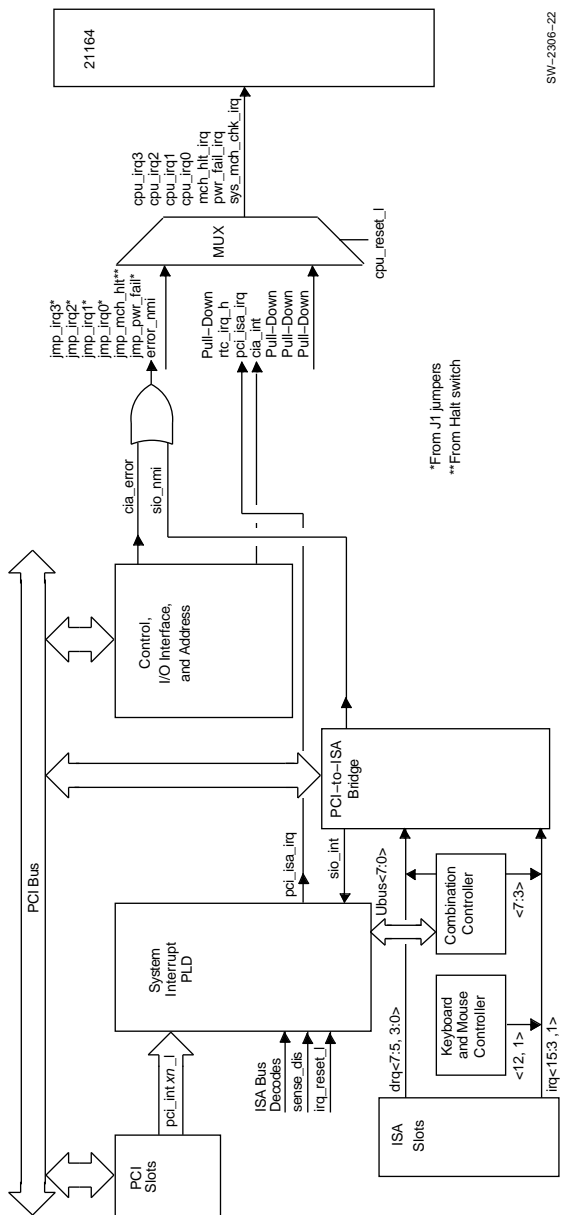 PCI Bus
PCI
Slots
pci_intxn_l
System
Interrupt
PLD
ISA Bus
Decodes
sense_dis
irq_reset_l
pci_isa_irq
sio_int
Ubus<7:0>
ISA
Slots
drq<7:5, 3:0>
Keyboard
and Mouse
Controller
<12, 1>
irq<15:3 ,1>
Combination
Controller
<7:3>
PCI–to–ISA
Bridge
Control,
I/O Interface,
and Address
cia_error
sio_nmi
jmp_irq3*
jmp_irq2*
jmp_irq1*
jmp_irq0*
jmp_mch_hlt**
jmp_pwr_fail*
error_nmi
Pull–Down
rtc_irq_h
pci_isa_irq
cia_int
Pull–Down
Pull–Down
Pull–Down
MUX
cpu_reset_l
cpu_irq3
cpu_irq2
cpu_irq1
cpu_irq0
mch_hlt_irq
pwr_fail_irq
sys_mch_chk_irq
21164
*From J1 jumpers
**From Halt switch
SW–2306–22